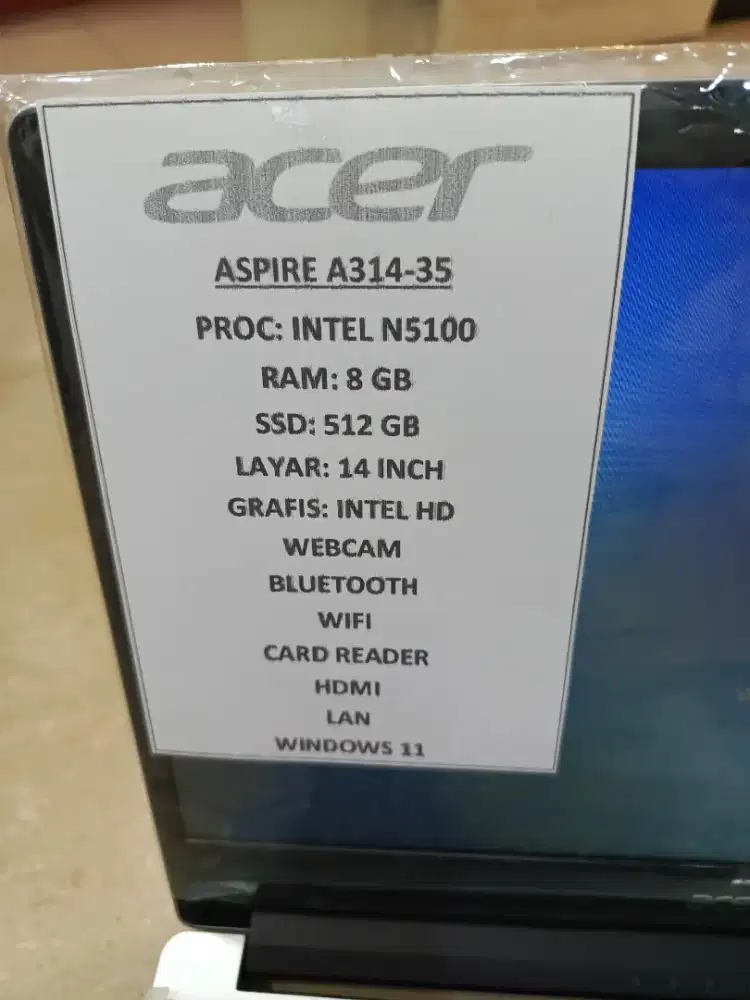 acer
ASPIRE A314-35
PROC: INTEL N5100
RAM: 8 GB
SSD: 512 GB
LAYAR: 14 INCH
GRAFIS: INTEL HD
WEBCAM
BLUETOOTH
WIFI
CARD READER
HDMI
LAN
WINDOWS 11